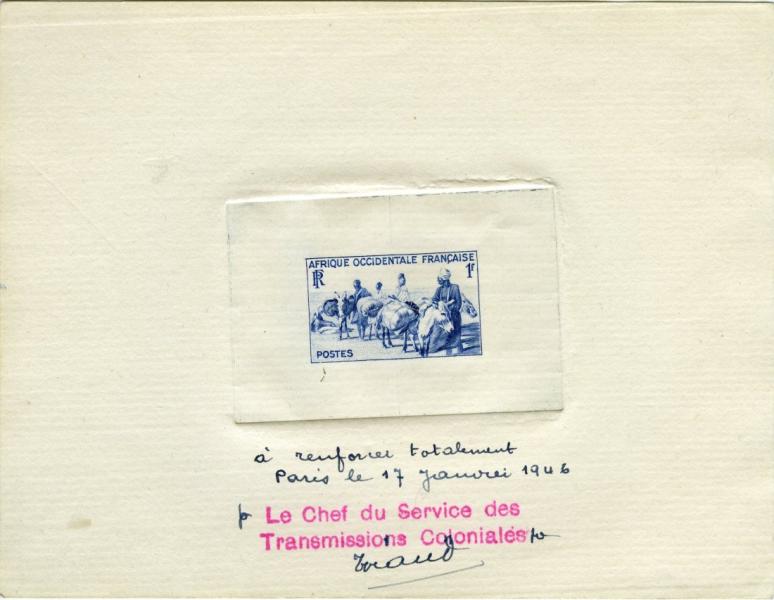 AFRIQUE OCCIDENTALE FRANÇAISE
RF 1F
POSTES
à renforcer totalement
Paris le 17 Janvier 1946
p Le Chef du Service des
Transmissions Coloniales po